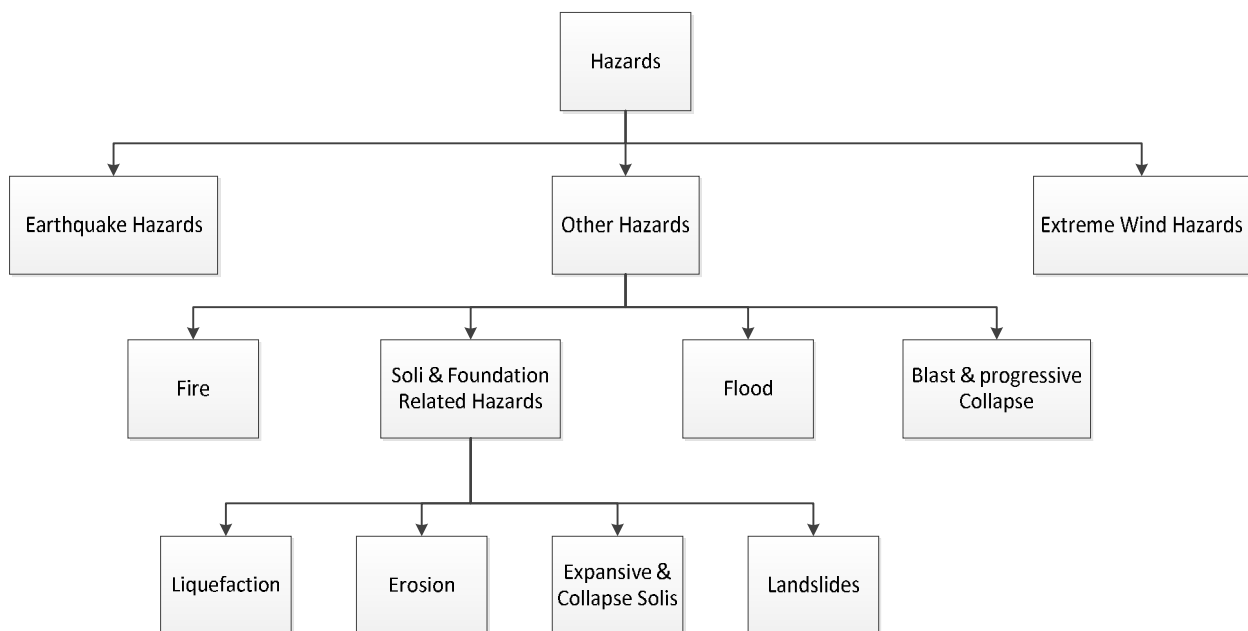 Hazards
Earthquake Hazards
Other Hazards
Extreme Wind Hazards
Fire
Soli & Foundation
Related Hazards
Flood
Blast & progressive
Collapse
Liquefaction
Erosion
Expansive &
Collapse Solis
Landslides